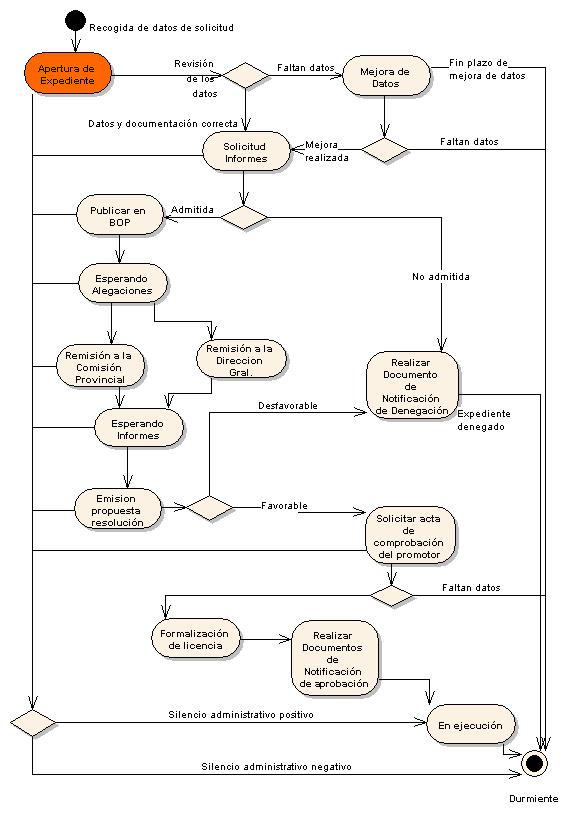 Recogida de datos de solicitud
Apertura de
Expediente
Revisión
de los
datos
Faltan datos
Mejora de
Datos
Fin plazo de
mejora de datos
Datos y documentación correcta
Solicitud
Informes
Mejora
realizada
Faltan datos
Publicar en
BOP
Admitida
No admitida
Esperando
Alegaciones
Remisión a la
Comisión
Provincial
Remisión a la
Direccion
Gral.
Realizar
Documento
de
Notificación
de Denegación
Desfavorable
Expediente
denegado
Esperando
Informes
Emision
propuesta
resolución
Favorable
Solicitar acta
de
comprobación
del promotor
Faltan datos
Formalización
de licencia
Realizar
Documentos
de
Notificación
de aprobación
Silencio administrativo positivo
En ejecución
Silencio administrativo negativo
Durmiente